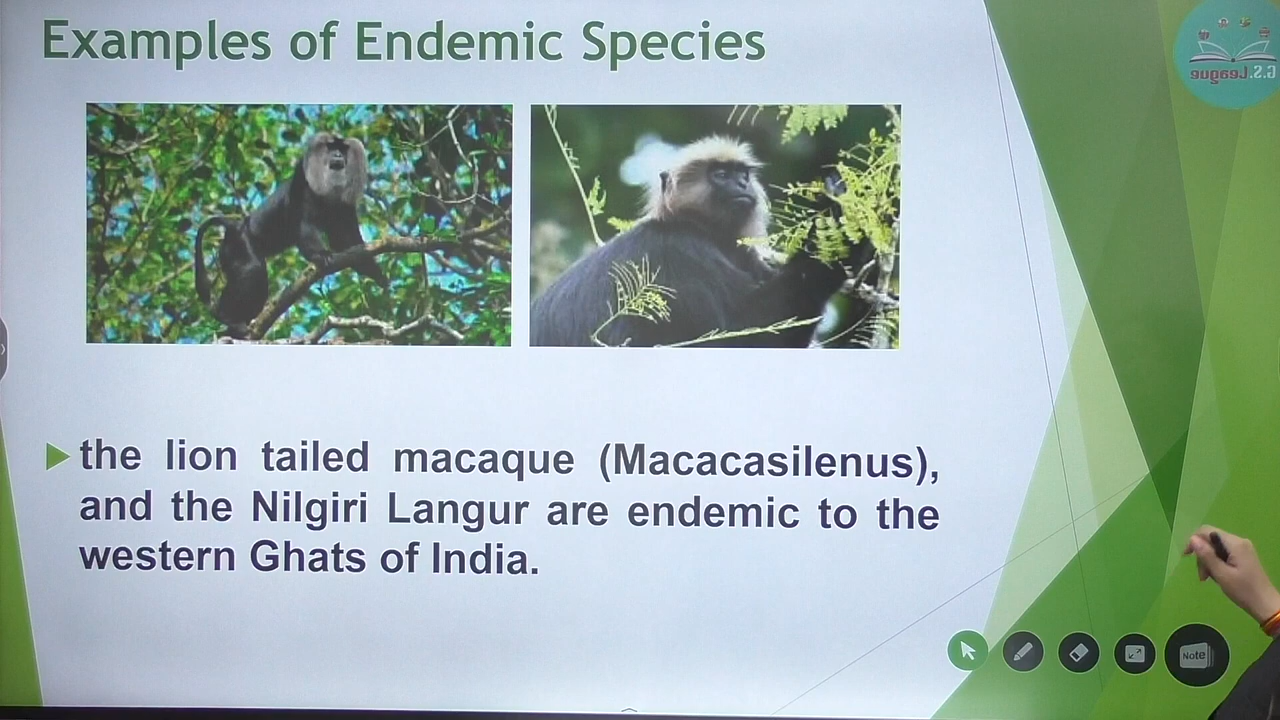 Examples of Endemic Species
G.S.League
the lion tailed macaque (Macacasilenus),
and the Nilgiri Langur are endemic to the
western Ghats of India.
Note